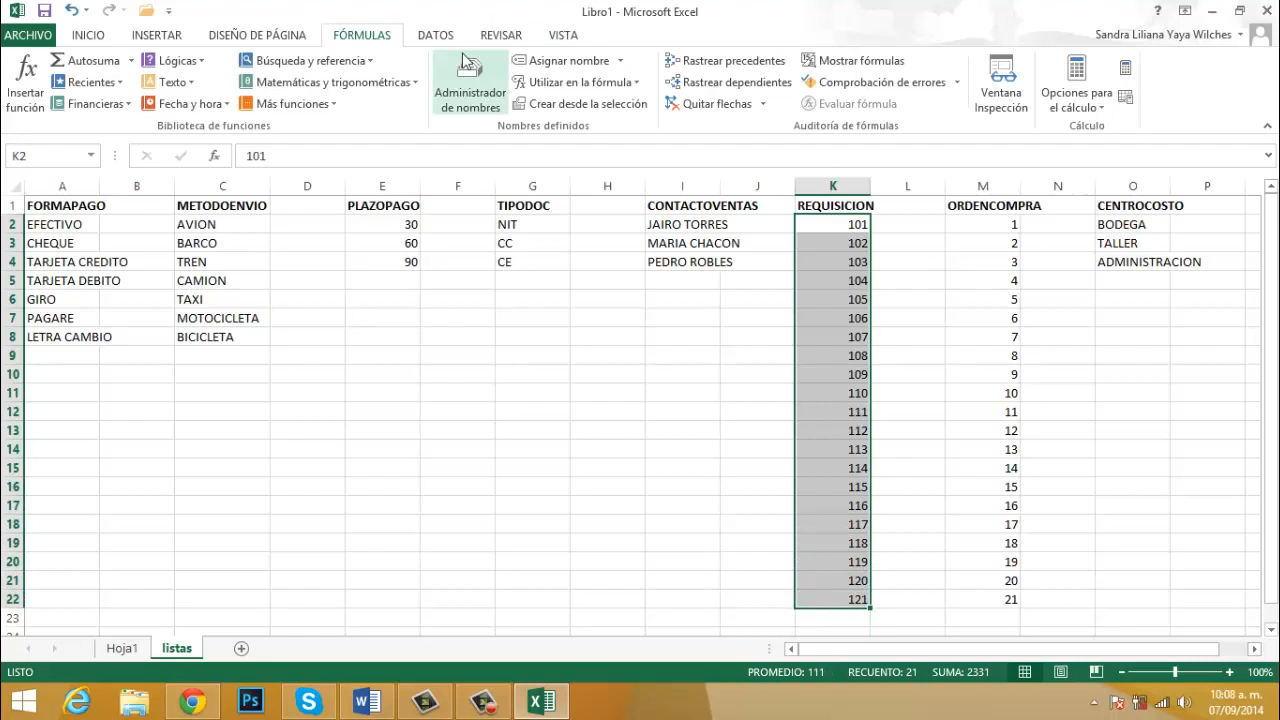 Libro1 - Microsoft Excel
?
ARCHIVO INICIO INSERTAR DISEÑO DE PÁGINA FÓRMULAS DATOS REVISAR VISTA Sandra Liliana Yaya Wilches
fx Insertar función
Autosuma
Recientes
Financieras
Lógicas
Texto
Fecha y hora
Búsqueda y referencia
Matemáticas y trigonométricas
Más funciones
Biblioteca de funciones
Administrador de nombres
Asignar nombre
Utilizar en la fórmula
Crear desde la selección
Nombres definidos
Rastrear precedentes
Rastrear dependientes
Quitar flechas
Mostrar fórmulas
Comprobación de errores
Evaluar fórmula
Auditoría de fórmulas
Ventana Inspección
Opciones para el cálculo
Cálculo
K2 fx 101
A B C D E F G H I J K L M N O P
1 FORMAPAGO METODOENVIO PLAZOPAGO TIPODOC CONTACTOVENTAS REQUISICION ORDENCOMPRA CENTROCOSTO
2 EFECTIVO AVION 30 NIT JAIRO TORRES 101 1 BODEGA
3 CHEQUE BARCO 60 CC MARIA CHACON 102 2 TALLER
4 TARJETA CREDITO TREN 90 CE PEDRO ROBLES 103 3 ADMINISTRACION
5 TARJETA DEBITO CAMION 104 4
6 GIRO TAXI 105 5
7 PAGARE MOTOCICLETA 106 6
8 LETRA CAMBIO BICICLETA 107 7
9 108 8
10 109 9
11 110 10
12 111 11
13 112 12
14 113 13
15 114 14
16 115 15
17 116 16
18 117 17
19 118 18
20 119 19
21 120 20
22 121 21
23
Hoja1 listas
LISTO PROMEDIO: 111 RECUENTO: 21 SUMA: 2331 100%
Ps
10:08 a. m.
07/09/2014